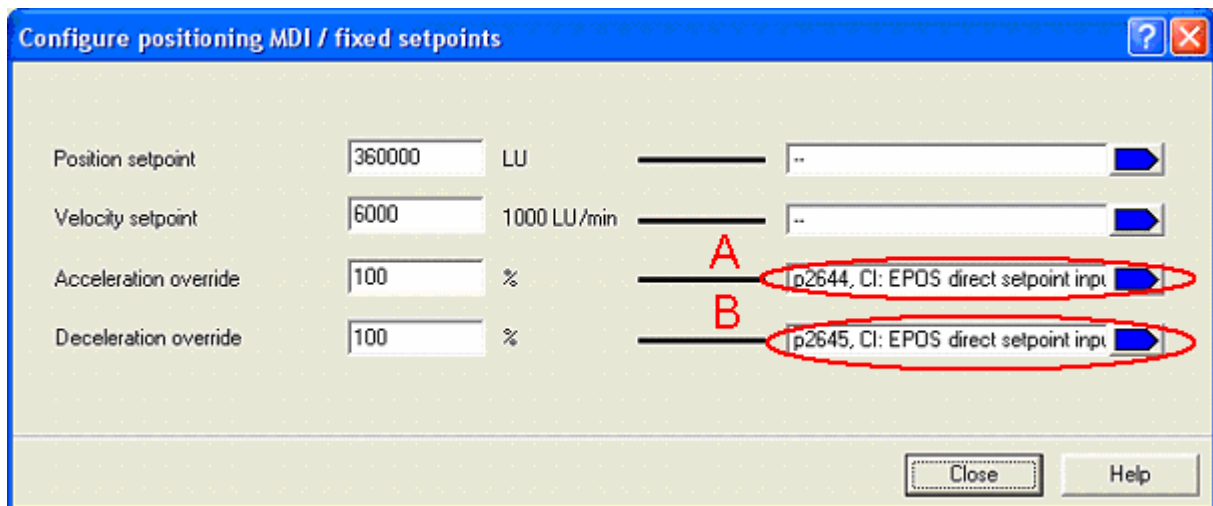 Configure positioning MDI / fixed setpoints
Position setpoint 360000 LU --
Velocity setpoint 6000 1000 LU/min --
A
Acceleration override 100 % p2644, CI: EPOS direct setpoint inpu
B
Deceleration override 100 % p2645, CI: EPOS direct setpoint inpu
Close Help